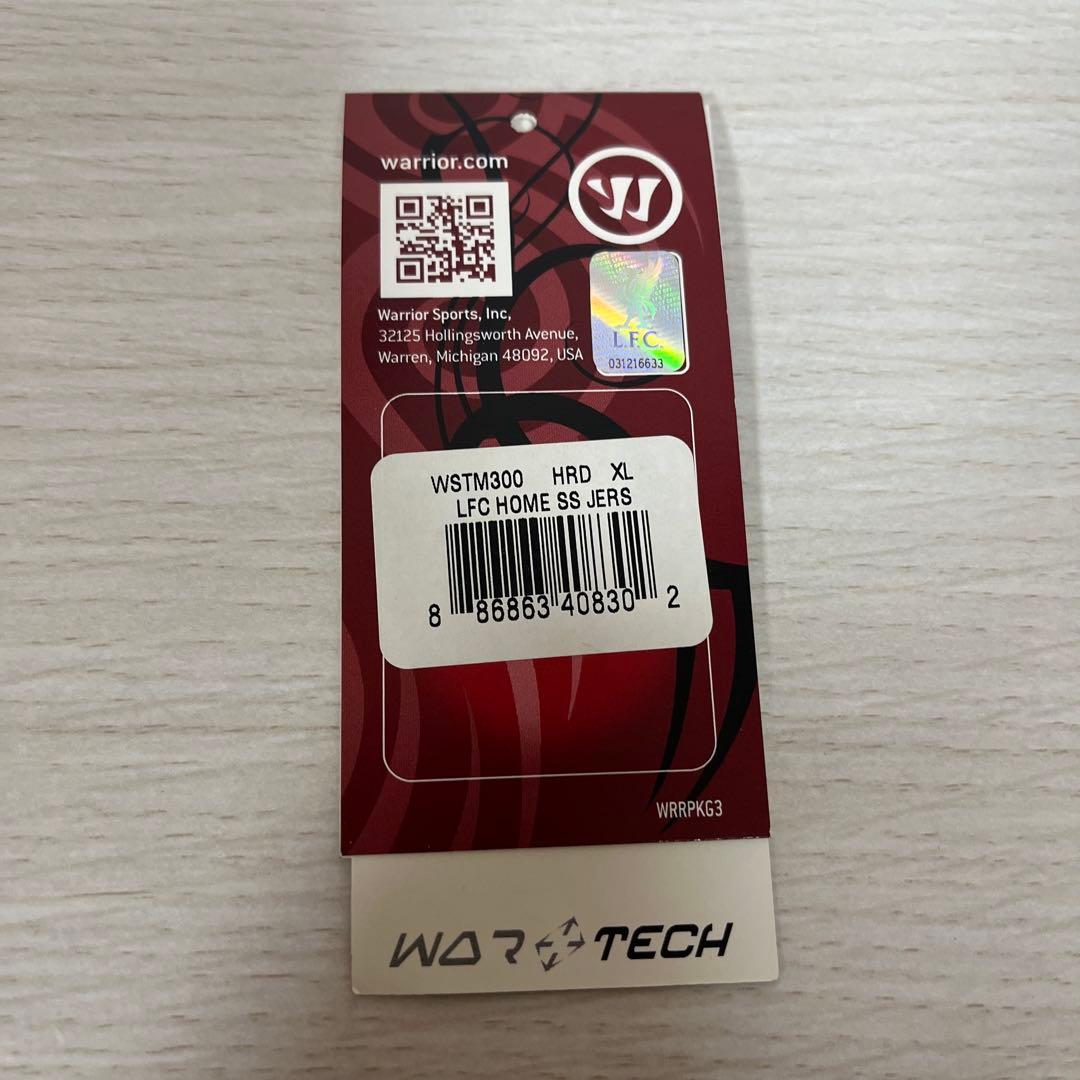 warrior.com
Warrior Sports, Inc,
32125 Hollingsworth Avenue,
Warren, Michigan 48092, USA
L.F.C.
031216633
WSTM300 HRD XL
LFC HOME SS JERS
8 86863 40830 2
WRRPKG3
WAR TECH